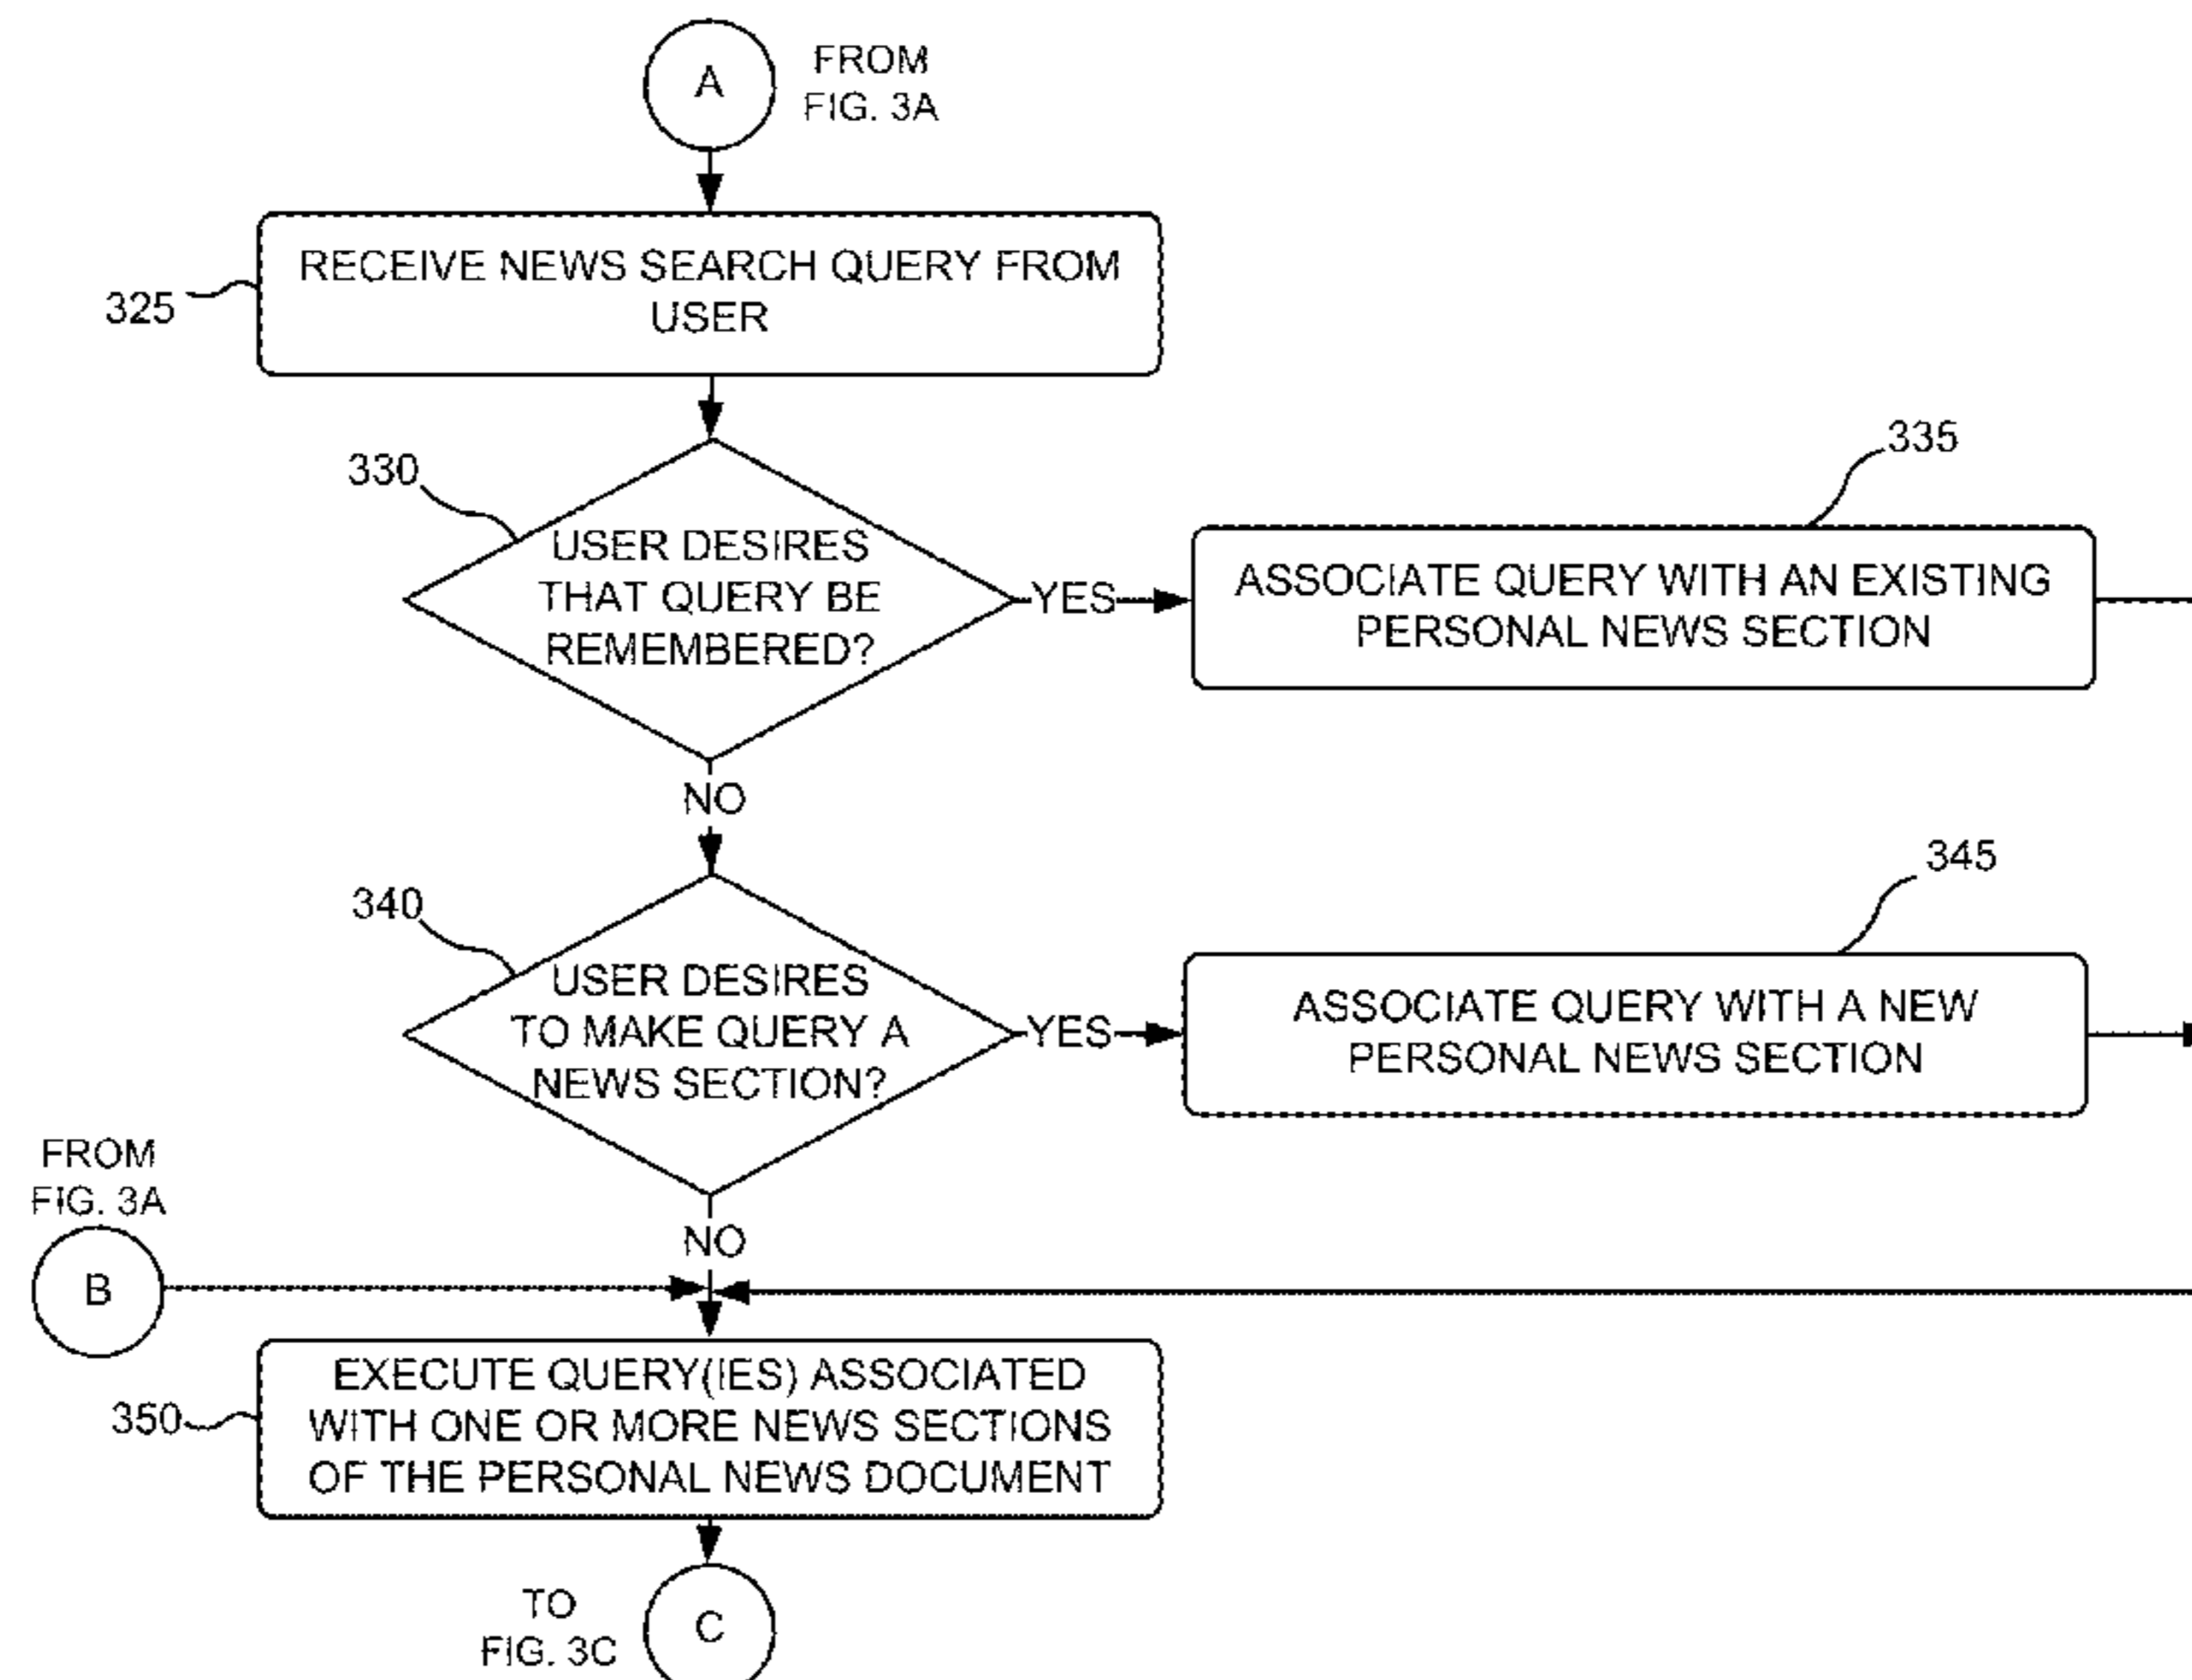 A
FROM
FIG. 3A
RECEIVE NEWS SEARCH QUERY FROM
USER
325
330
USER DESIRES
THAT QUERY BE
REMEMBERED?
YES
335
ASSOCIATE QUERY WITH AN EXISTING
PERSONAL NEWS SECTION
NO
340
USER DESIRES
TO MAKE QUERY A
NEWS SECTION?
YES
345
ASSOCIATE QUERY WITH A NEW
PERSONAL NEWS SECTION
NO
FROM
FIG. 3A
B
350
EXECUTE QUERY(IES) ASSOCIATED
WITH ONE OR MORE NEWS SECTIONS
OF THE PERSONAL NEWS DOCUMENT
TO
FIG. 3C
C